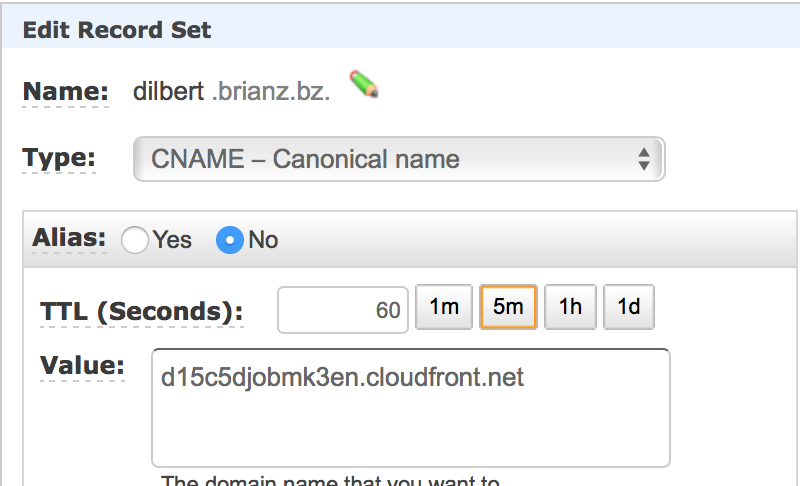 Edit Record Set
Name: dilbert .brianz.bz.
Type: CNAME – Canonical name
Alias: Yes No
TTL (Seconds): 60 1m 5m 1h 1d
Value: d15c5djobmk3en.cloudfront.net
The domain name that you want to